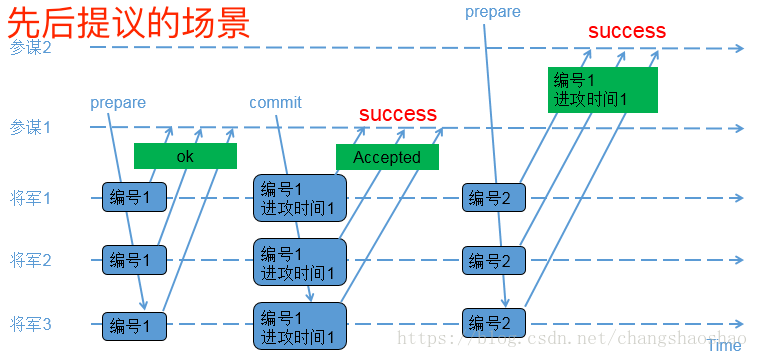 先后提议的场景
prepare
success
参谋2
编号1
进攻时间1
prepare
commit
success
参谋1
ok
Accepted
将军1
编号1
编号1
进攻时间1
编号2
将军2
编号1
编号1
进攻时间1
编号2
将军3
编号1
编号1
进攻时间1
编号2
https://blog.csdn.net/changshaoshao
Time